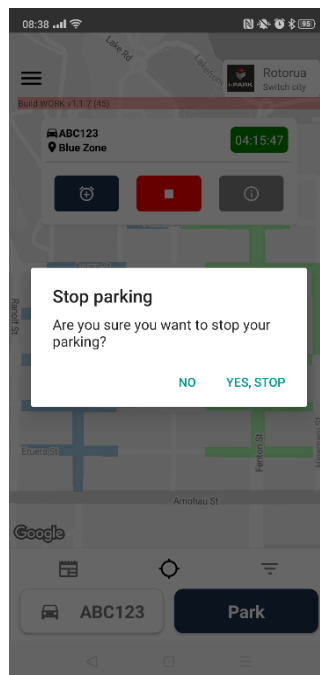 08:38
95
Lake Rd
i-PARK
Rotorua
Switch city
Build WORK v1.1.7 (45)
ABC123
Blue Zone
04:15:47
Stop parking
Are you sure you want to stop your
parking?
NO
YES, STOP
Ranolf St
Eruera St
Fenton St
Amohau St
Google
ABC123
Park